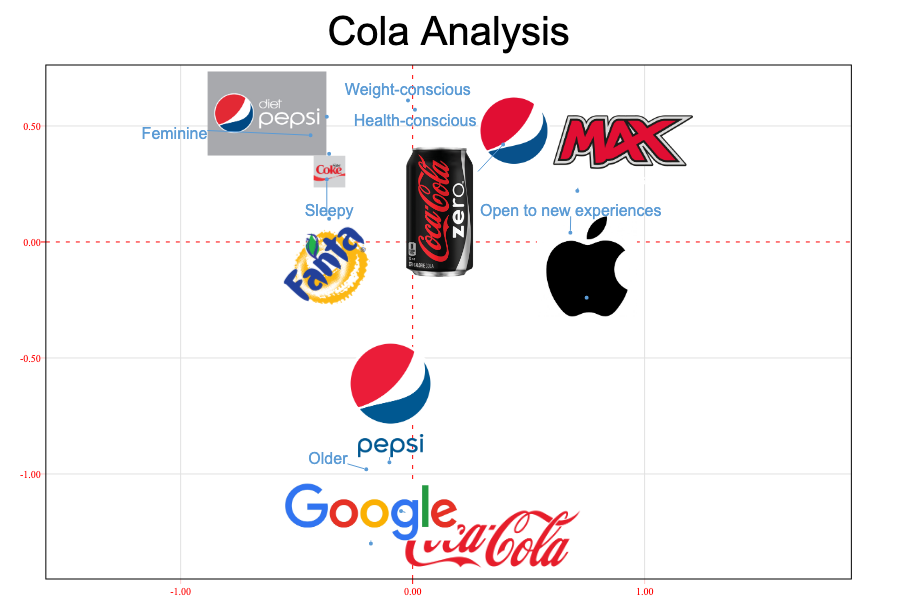 Cola Analysis
diet
pepsi
Weight-conscious
Health-conscious
Feminine
MAX
Coke
Coca-Cola
zero
Sleepy
Open to new experiences
Fanta
pepsi
Older
Google
Coca-Cola
0.50
0.00
-0.50
-1.00
-1.00
0.00
1.00